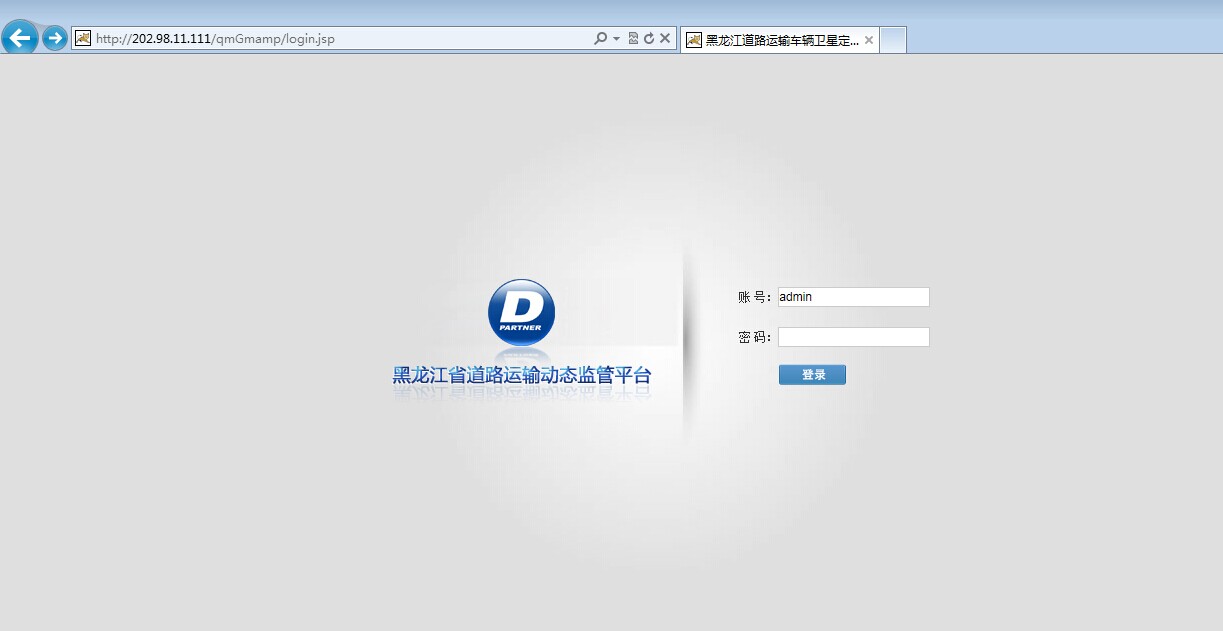 http://202.98.11.111/qmGmamp/login.jsp
黑龙江道路运输车辆卫星定...
D
PARTNER
黑龙江省道路运输动态监管平台
账 号: admin
密 码:
登录